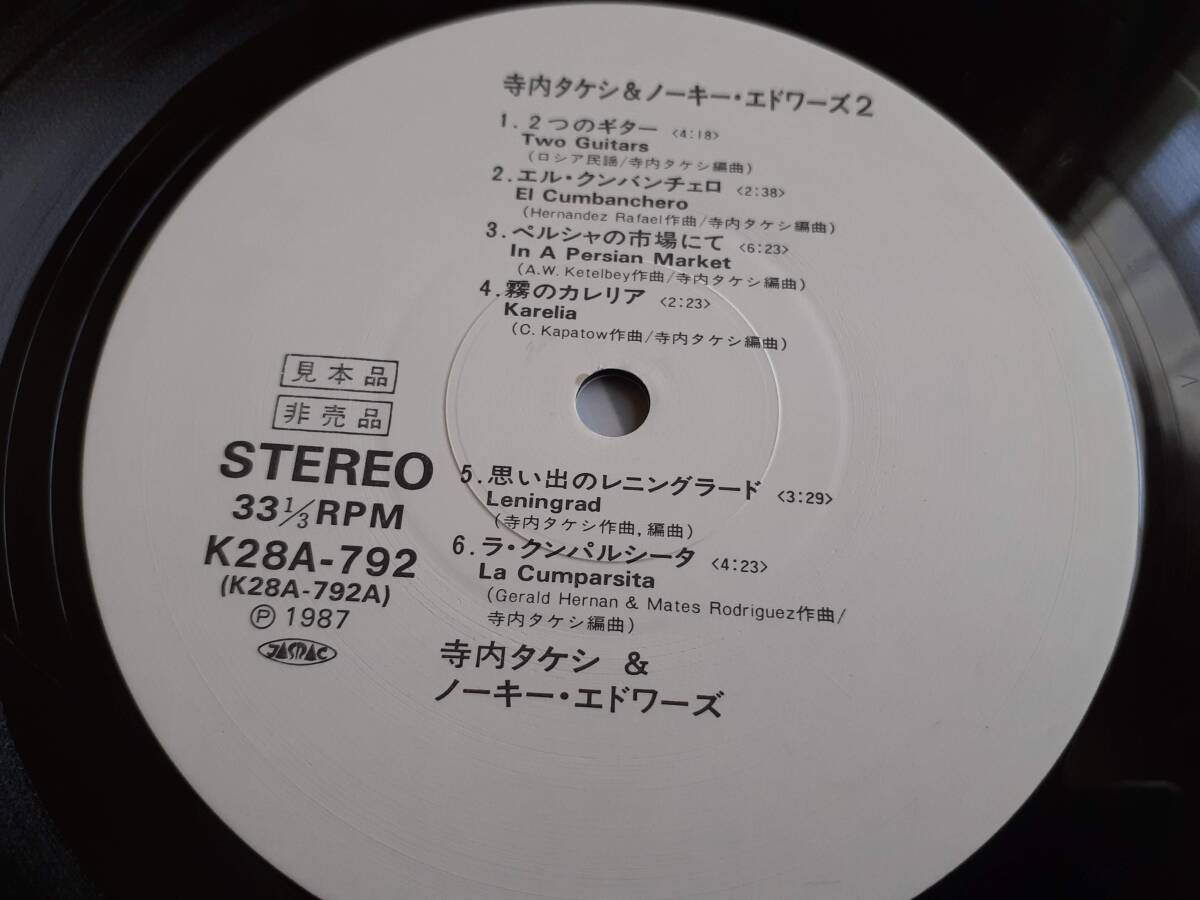 寺内タケシ&ノーキー・エドワーズ2
1. 2つのギター <4:18>
Two Guitars
(ロシア民謡/寺内タケシ編曲)
2. エル・クンバンチェロ <2:38>
El Cumbanchero
(Hernandez Rafael作曲/寺内タケシ編曲)
3. ペルシャの市場にて <6:23>
In A Persian Market
(A.W. Ketelbey作曲/寺内タケシ編曲)
4. 霧のカレリア <2:23>
Karelia
(C. Kapatow作曲/寺内タケシ編曲)
見本品
非売品
STEREO
33 1/3 RPM
K28A-792
(K28A-792A)
Ⓟ 1987
JASRAC
5. 思い出のレニングラード <3:29>
Leningrad
(寺内タケシ作曲,編曲)
6. ラ・クンパルシータ <4:23>
La Cumparsita
(Gerald Hernan & Mates Rodriguez作曲/
寺内タケシ編曲)
寺内タケシ &
ノーキー・エドワーズ